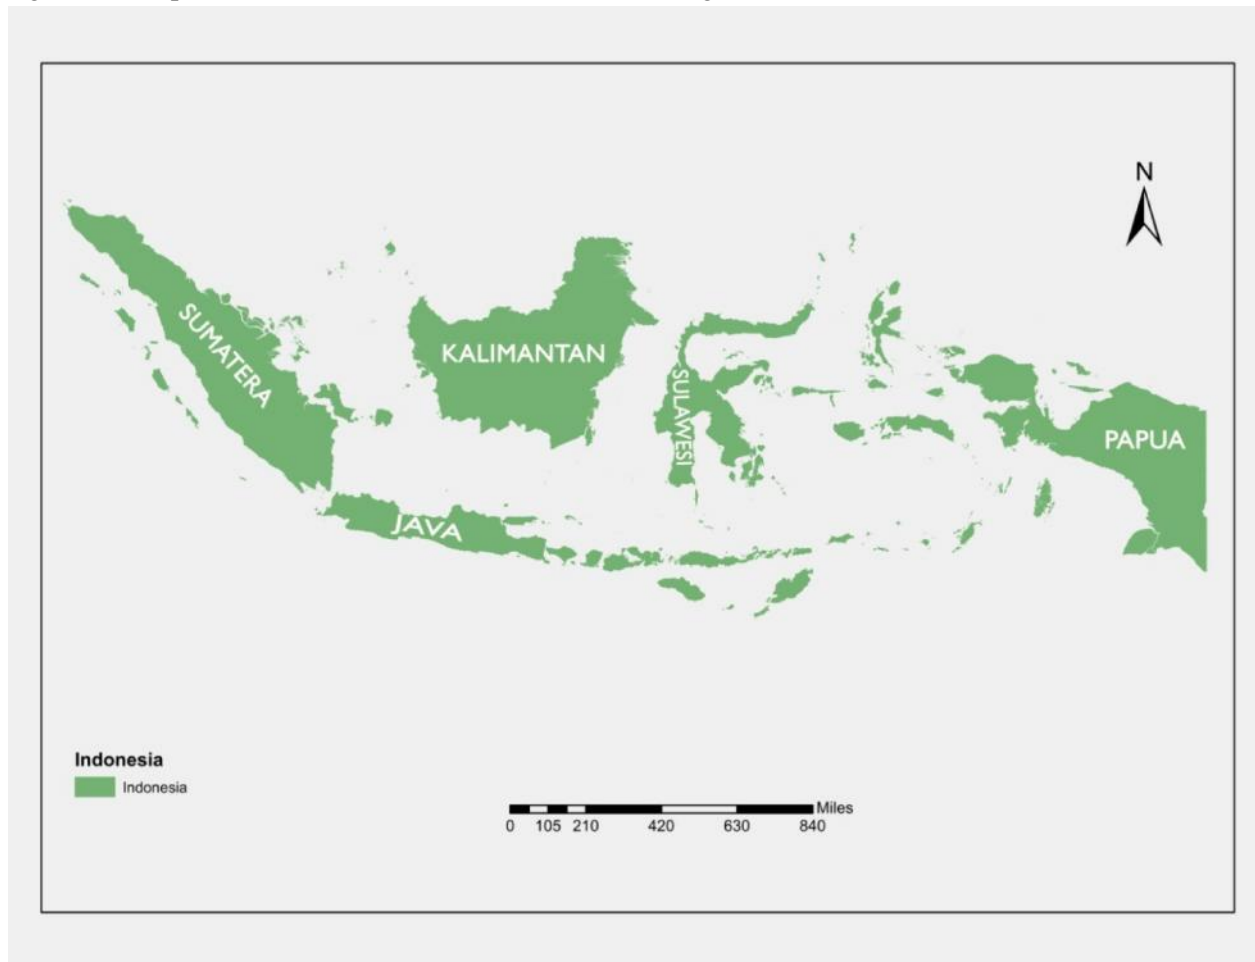 N
SUMATERA
KALIMANTAN
SULAWESI
PAPUA
JAVA
Indonesia
Indonesia
Miles
0 105 210 420 630 840